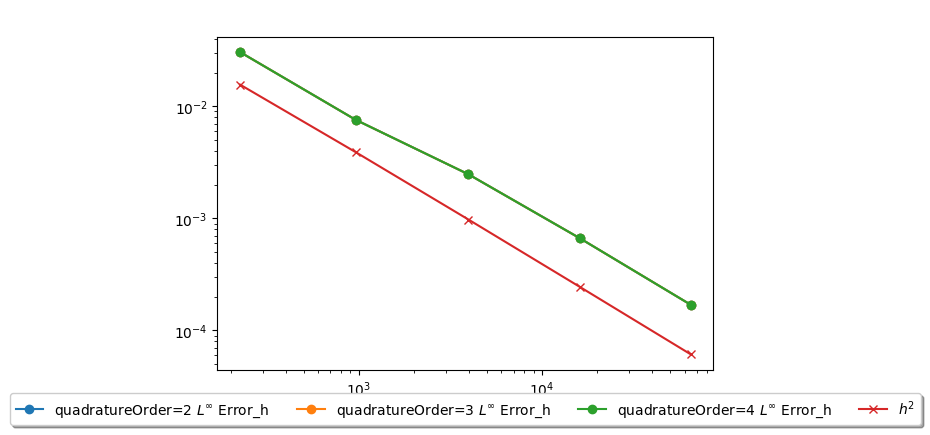 10⁻²
10⁻³
10⁻⁴
10³ 10⁴
quadratureOrder=2 L^∞ Error_h quadratureOrder=3 L^∞ Error_h quadratureOrder=4 L^∞ Error_h h²